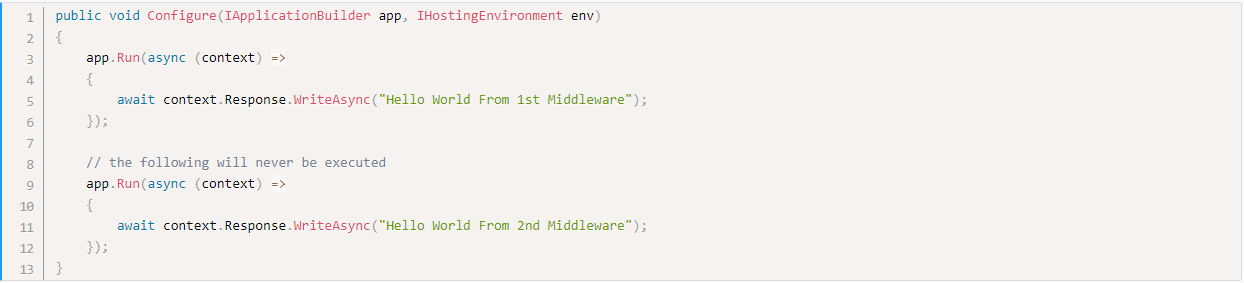 1 public void Configure(IApplicationBuilder app, IHostingEnvironment env)
2 {
3     app.Run(async (context) =>
4     {
5         await context.Response.WriteAsync("Hello World From 1st Middleware");
6     });
7
8     // the following will never be executed
9     app.Run(async (context) =>
10     {
11         await context.Response.WriteAsync("Hello World From 2nd Middleware");
12     });
13 }